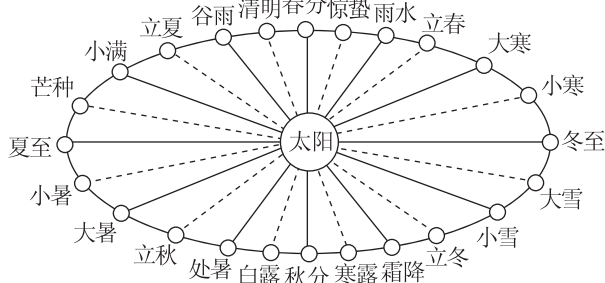 清明 春分 惊蛰
谷雨 雨水
立夏 立春
小满 大寒
芒种 小寒
夏至 太阳 冬至
小暑 大雪
大暑 小雪
立秋 立冬
处暑 白露 秋分 寒露 霜降